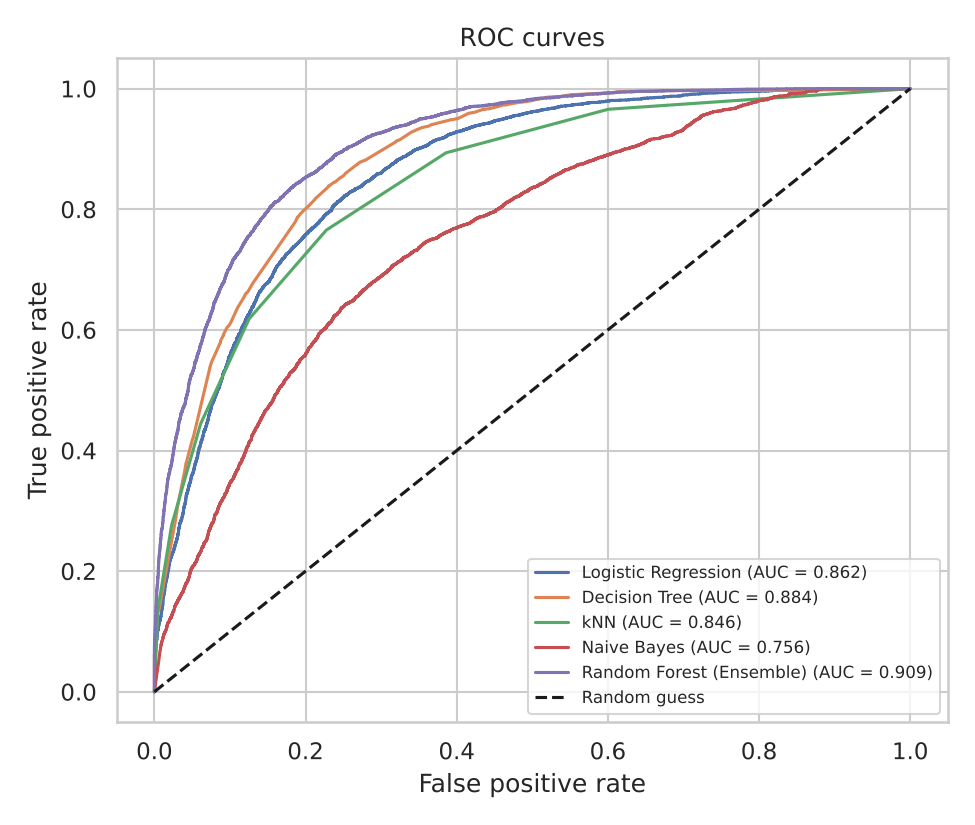 ROC curves
1.0
0.8
0.6
0.4
0.2
0.0
True positive rate
0.0 0.2 0.4 0.6 0.8 1.0
False positive rate
Logistic Regression (AUC = 0.862)
Decision Tree (AUC = 0.884)
kNN (AUC = 0.846)
Naive Bayes (AUC = 0.756)
Random Forest (Ensemble) (AUC = 0.909)
Random guess